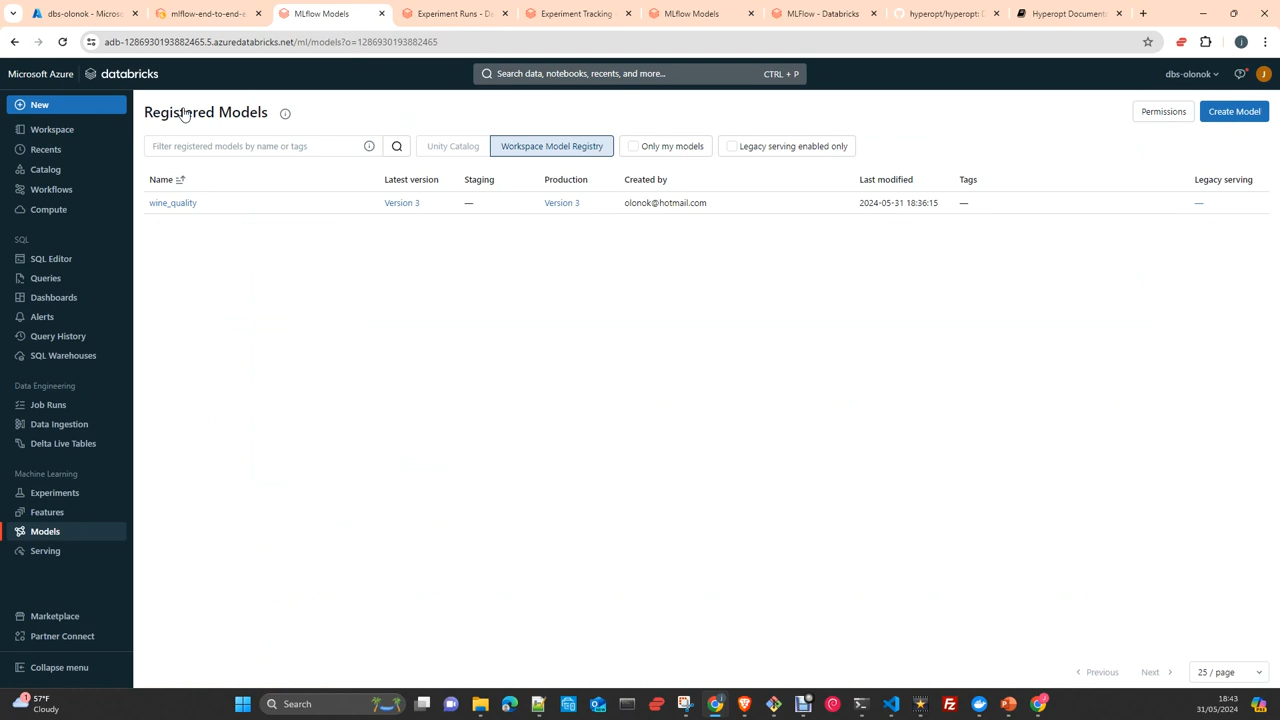 dbs-olonok - Microsoft Azure
mlflow-end-to-end-e
MLflow Models
Experiment Runs - Da
Experiment Tracking
MLflow Models
MLFlow - Databricks
hyperopt/hyperopt: D
Hyperopt Documenta
adb-1286930193882465.5.azuredatabricks.net/ml/models?o=1286930193882465
Microsoft Azure
databricks
Search data, notebooks, recents, and more...
CTRL + P
dbs-olonok
J
New
Workspace
Recents
Catalog
Workflows
Compute
SQL
SQL Editor
Queries
Dashboards
Alerts
Query History
SQL Warehouses
Data Engineering
Job Runs
Data Ingestion
Delta Live Tables
Machine Learning
Experiments
Features
Models
Serving
Marketplace
Partner Connect
Collapse menu
Registered Models
Permissions
Create Model
Filter registered models by name or tags
Unity Catalog
Workspace Model Registry
Only my models
Legacy serving enabled only
Name Latest version Staging Production Created by Last modified Tags Legacy serving
wine_quality Version 3 — Version 3 olonok@hotmail.com 2024-05-31 18:36:15 — —
Previous
Next
25 / page
57°F
Cloudy
Search
18:43
31/05/2024